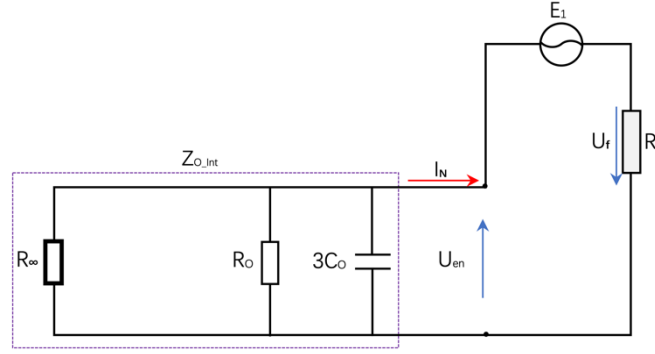 E₁
U_f
R
Z_O_Int
I_N
R∞
R_O
3C_O
U_en